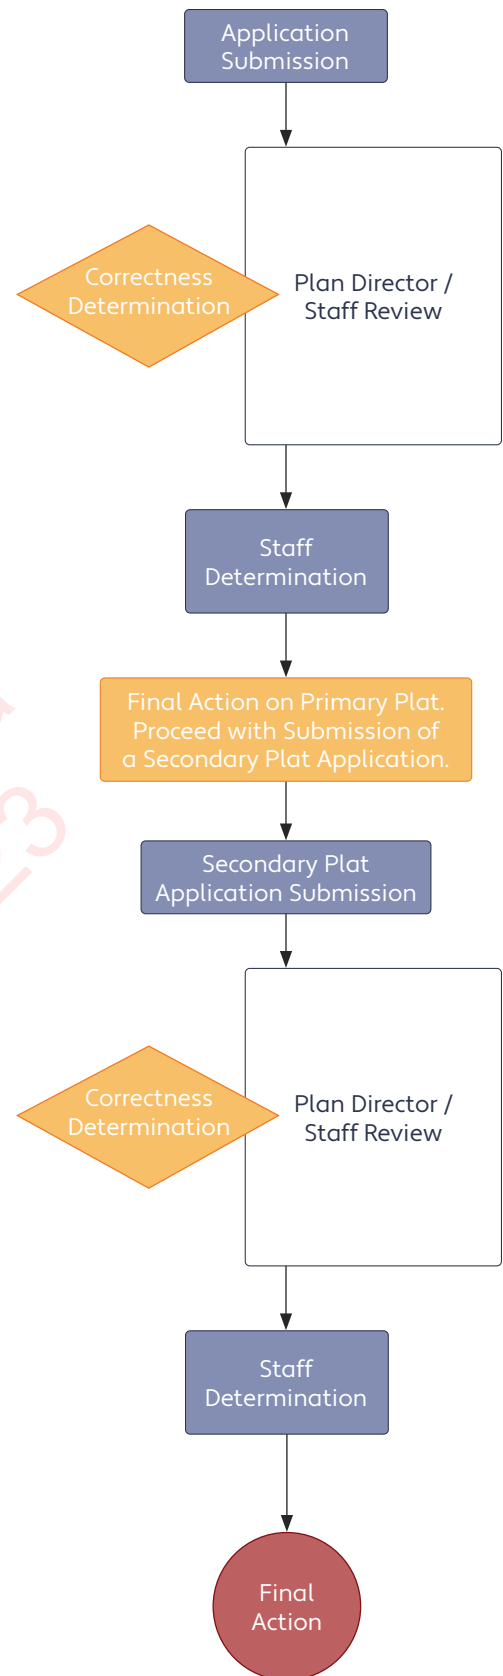 Application
Submission
Correctness
Determination
Plan Director /
Staff Review
Staff
Determination
Final Action on Primary Plat.
Proceed with Submission of
a Secondary Plat Application.
Secondary Plat
Application Submission
Correctness
Determination
Plan Director /
Staff Review
Staff
Determination
Final
Action